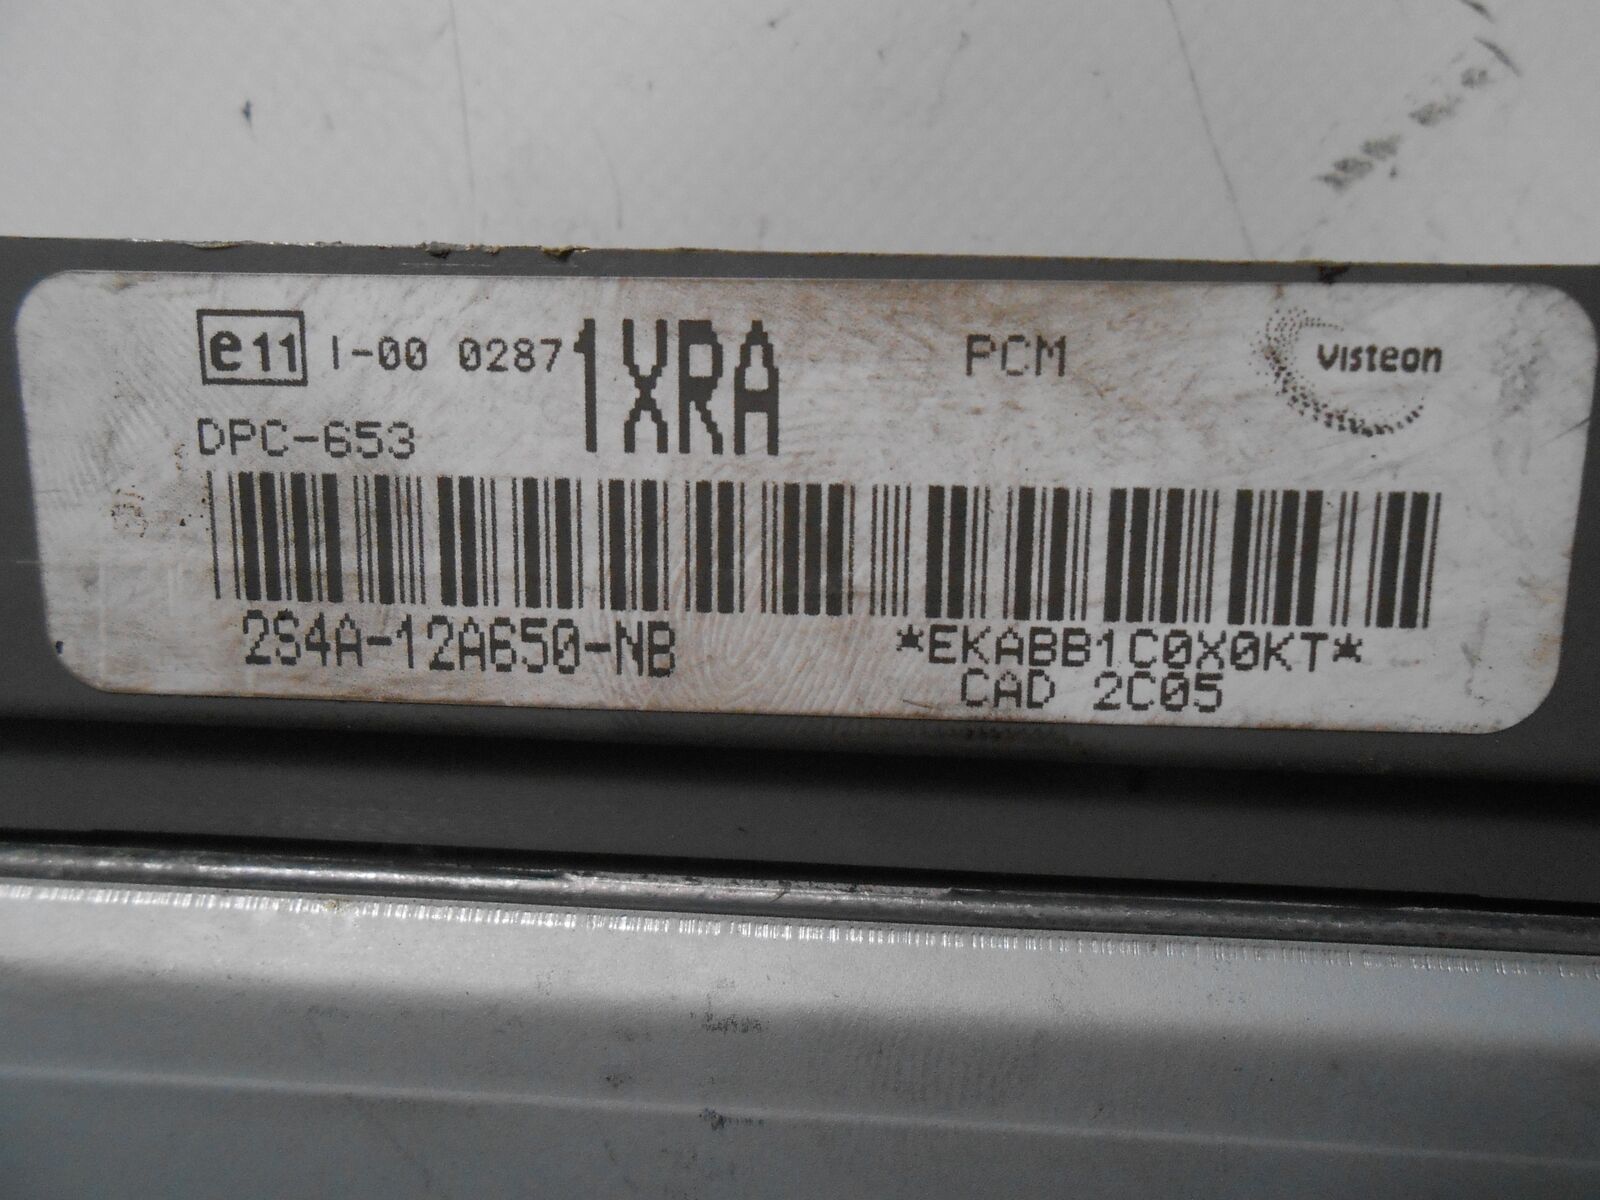 e11 I-00 0287 1XRA PCM visteon
DPC-653
2S4A-12A650-NB *EKABB1C0X0KT*
CAD 2C05